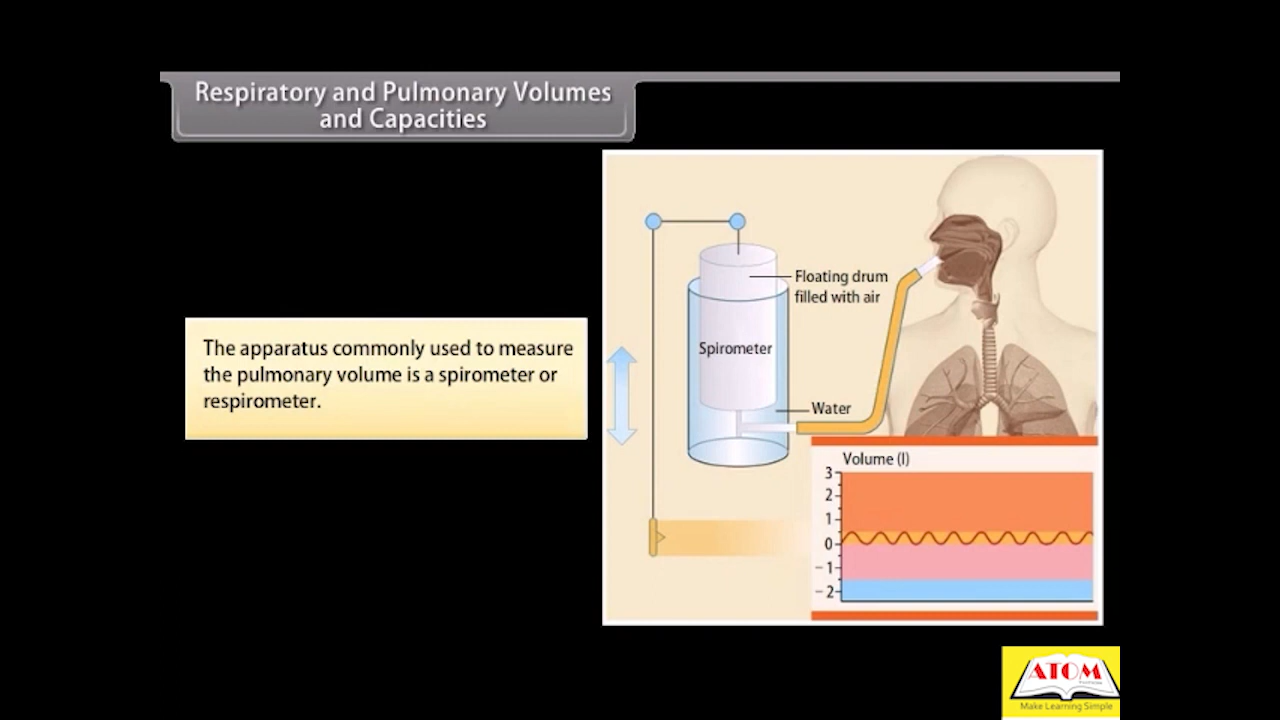 Respiratory and Pulmonary Volumes
and Capacities
The apparatus commonly used to measure
the pulmonary volume is a spirometer or
respirometer.
Floating drum
filled with air
Spirometer
Water
Volume (l)
3
2
1
0
−1
−2
ATOM
Make Learning Simple